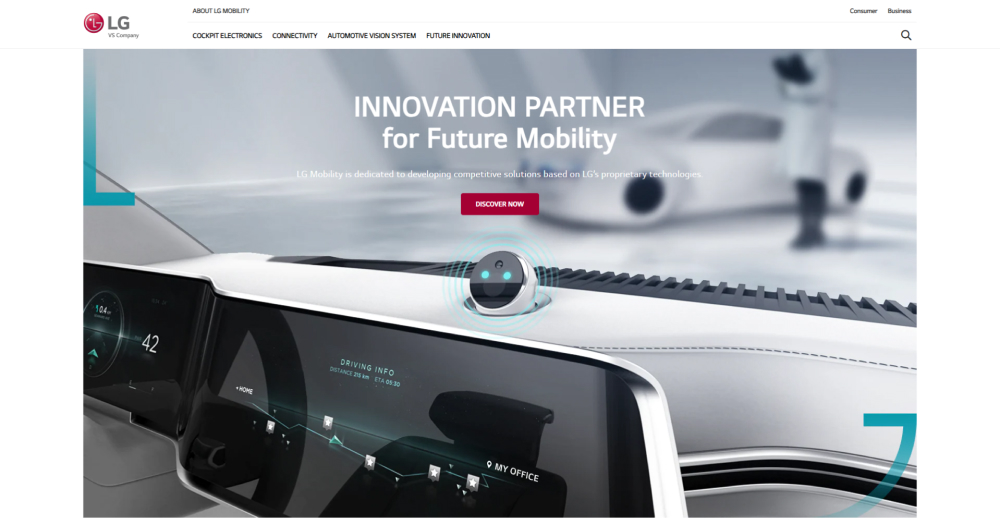 LG
VS Company
ABOUT LG MOBILITY
Consumer
Business
COCKPIT ELECTRONICS
CONNECTIVITY
AUTOMOTIVE VISION SYSTEM
FUTURE INNOVATION
INNOVATION PARTNER
for Future Mobility
LG Mobility is dedicated to developing competitive solutions based on LG's proprietary technologies.
DISCOVER NOW
42
DRIVING INFO
DISTANCE 219 km ETA 05:30
HOME
MY OFFICE